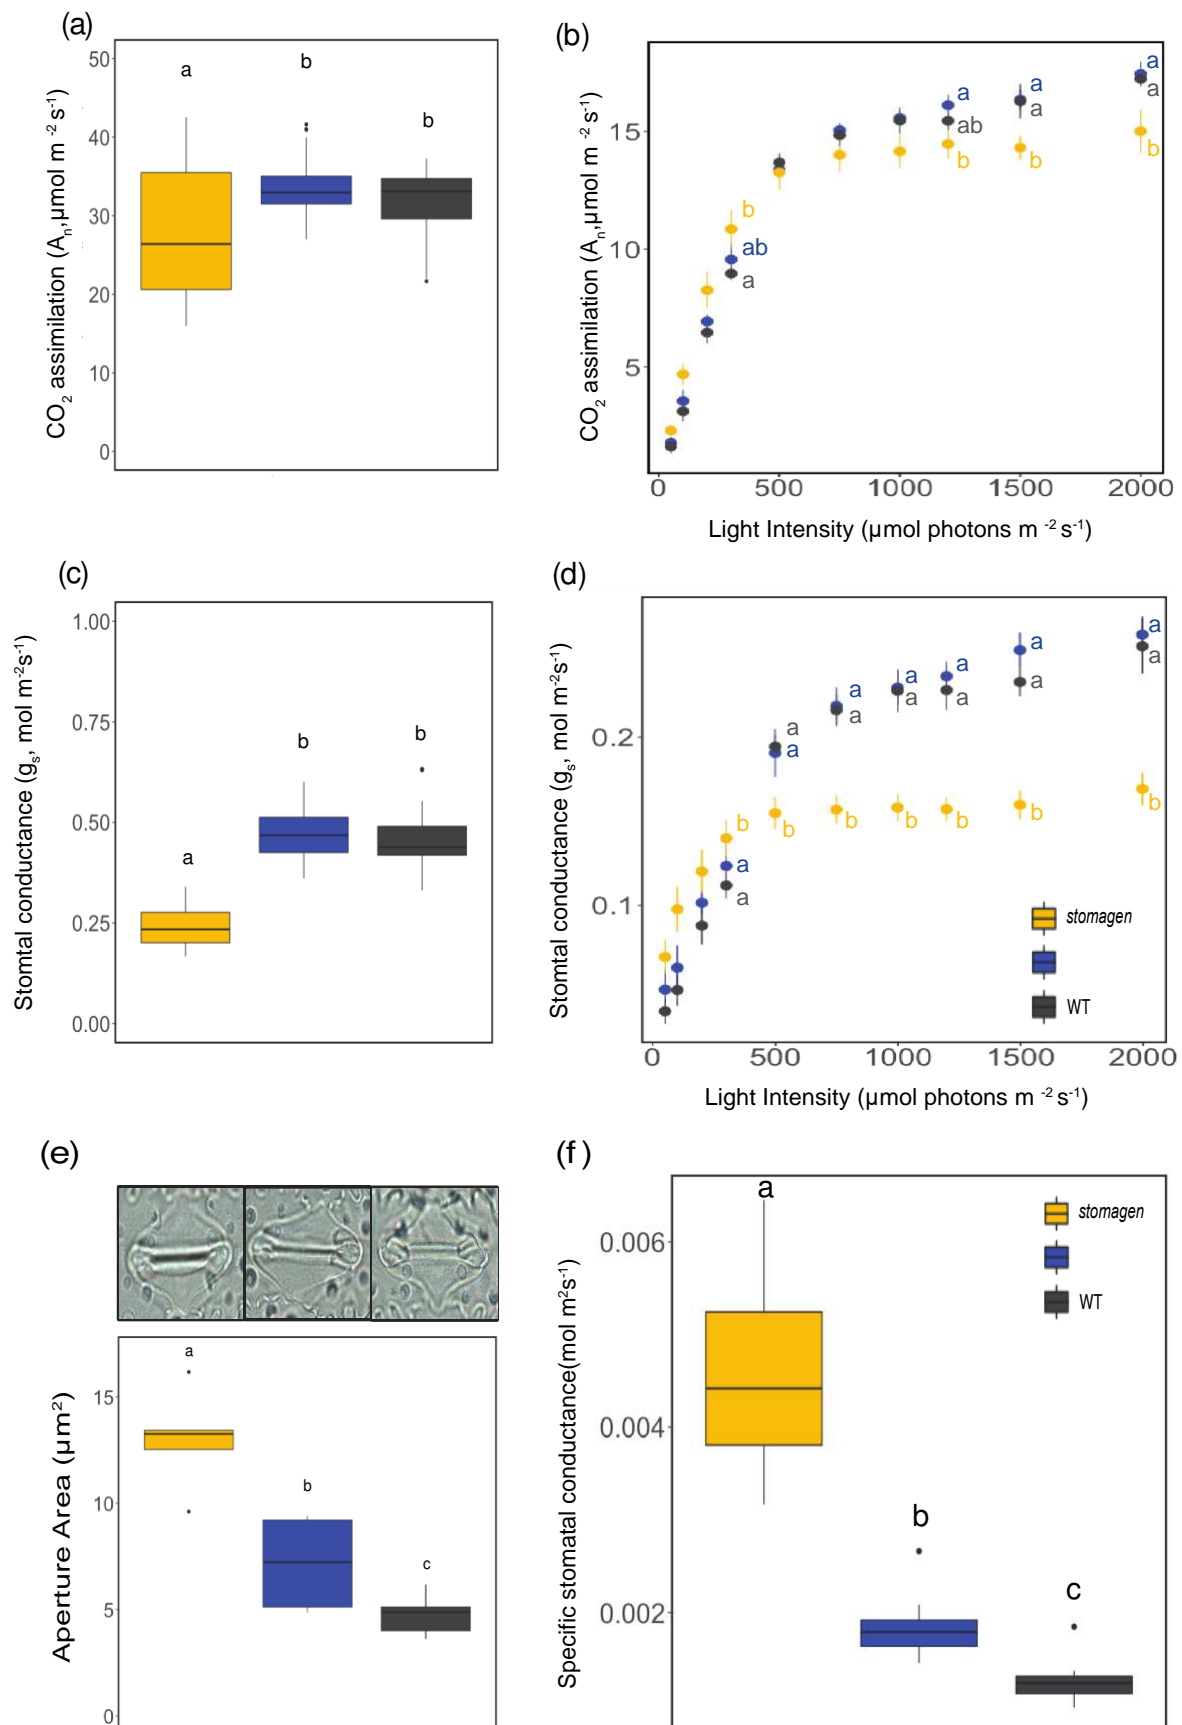 (a)
CO2 assimilation (An,µmol m -2 s-1)
50
40
30
20
10
0
a
b
b
(b)
CO2 assimilation (An,µmol m -2 s-1)
15
10
5
b
ab
a
a
ab
b
a
a
b
a
a
b
0
500
1000
1500
2000
Light Intensity (µmol photons m -2 s-1)
(c)
Stomtal conductance (gs, mol m-2s-1)
1.00
0.75
0.50
0.25
0.00
a
b
b
(d)
Stomtal conductance (gs, mol m-2s-1)
0.2
0.1
b
a
a
a
a
b
a
a
b
a
a
b
a
a
b
a
a
b
a
a
b
stomagen
WT
0
500
1000
1500
2000
Light Intensity (µmol photons m -2 s-1)
(e)
Aperture Area (µm2)
15
10
5
0
a
b
c
(f)
Specific stomatal conductance(mol m2s-1)
0.006
0.004
0.002
a
b
c
stomagen
WT